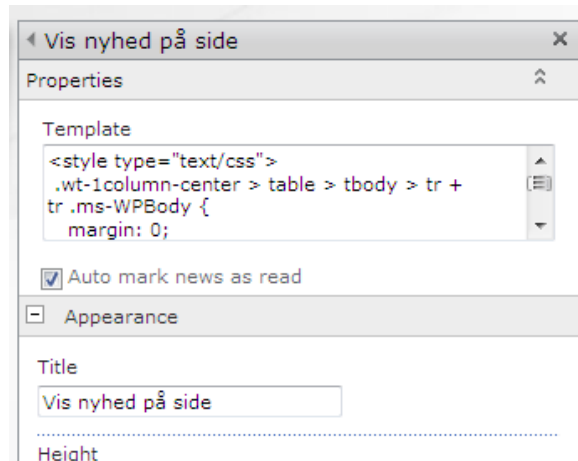 Vis nyhed på side
Properties
Template
<style type="text/css">
.wt-1column-center > table > tbody > tr +
tr .ms-WPBody {
margin: 0;
Auto mark news as read
Appearance
Title
Vis nyhed på side
Height